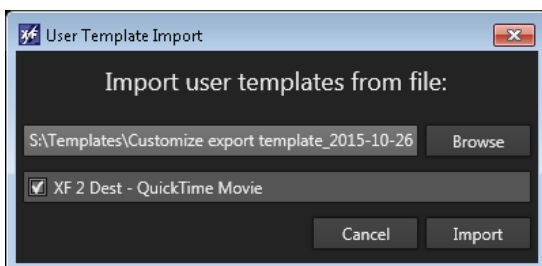 xf User Template Import
Import user templates from file:
S:\Templates\Customize export template_2015-10-26 Browse
XF 2 Dest - QuickTime Movie
Cancel Import